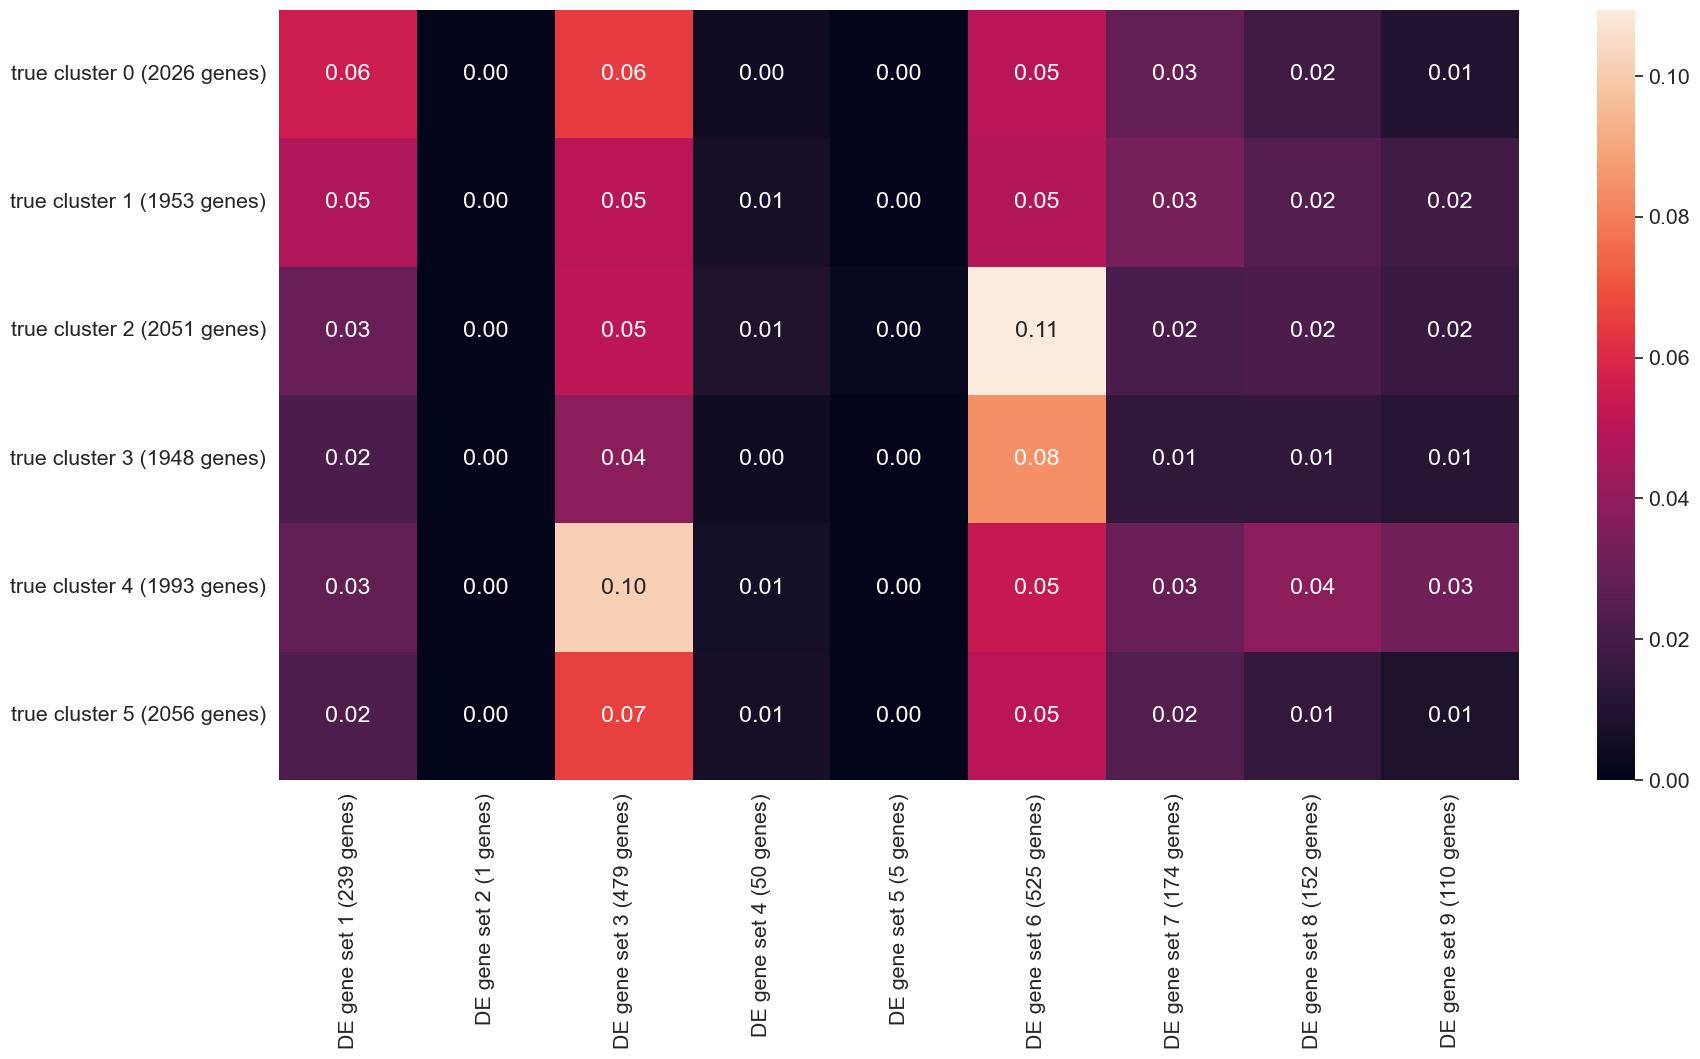 true cluster 0 (2026 genes) 0.06 0.00 0.06 0.00 0.00 0.05 0.03 0.02 0.01
true cluster 1 (1953 genes) 0.05 0.00 0.05 0.01 0.00 0.05 0.03 0.02 0.02
true cluster 2 (2051 genes) 0.03 0.00 0.05 0.01 0.00 0.11 0.02 0.02 0.02
true cluster 3 (1948 genes) 0.02 0.00 0.04 0.00 0.00 0.08 0.01 0.01 0.01
true cluster 4 (1993 genes) 0.03 0.00 0.10 0.01 0.00 0.05 0.03 0.04 0.03
true cluster 5 (2056 genes) 0.02 0.00 0.07 0.01 0.00 0.05 0.02 0.01 0.01
DE gene set 1 (239 genes)
DE gene set 2 (1 genes)
DE gene set 3 (479 genes)
DE gene set 4 (50 genes)
DE gene set 5 (5 genes)
DE gene set 6 (525 genes)
DE gene set 7 (174 genes)
DE gene set 8 (152 genes)
DE gene set 9 (110 genes)
0.10
0.08
0.06
0.04
0.02
0.00